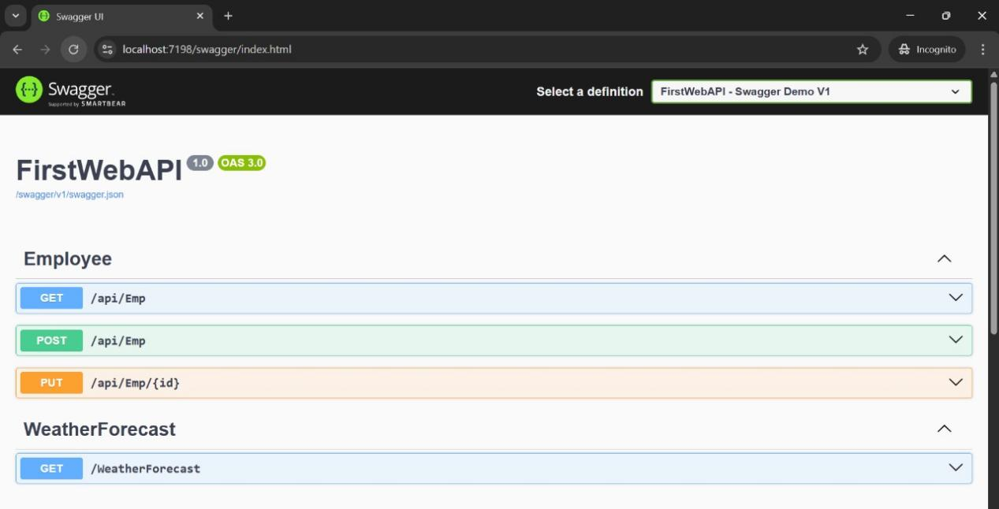 Swagger UI
localhost:7198/swagger/index.html
Incognito
Swagger.
Supported by SMARTBEAR
Select a definition
FirstWebAPI - Swagger Demo V1
FirstWebAPI 1.0 OAS 3.0
/swagger/v1/swagger.json
Employee
GET /api/Emp
POST /api/Emp
PUT /api/Emp/{id}
WeatherForecast
GET /WeatherForecast